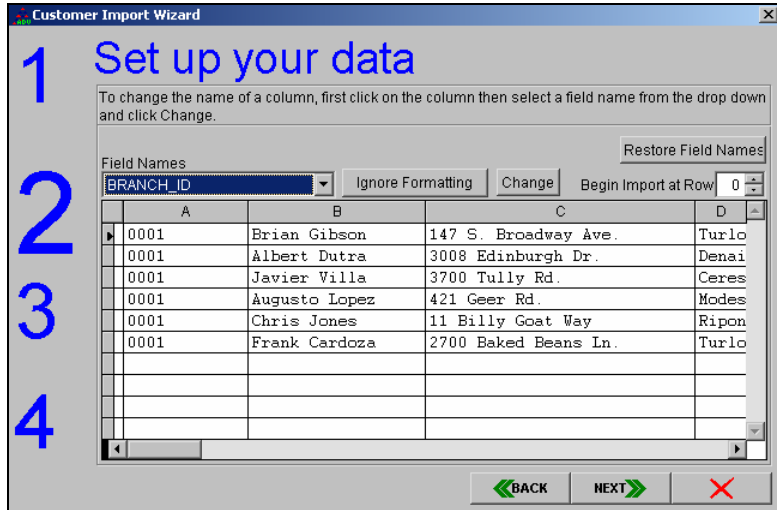 Customer Import Wizard
1
Set up your data
To change the name of a column, first click on the column then select a field name from the drop down
and click Change.
Restore Field Names
Field Names
BRANCH_ID
Ignore Formatting
Change
Begin Import at Row
0
2
A B C D
0001 Brian Gibson 147 S. Broadway Ave. Turlo
0001 Albert Dutra 3008 Edinburgh Dr. Denai
0001 Javier Villa 3700 Tully Rd. Ceres
0001 Augusto Lopez 421 Geer Rd. Modes
0001 Chris Jones 11 Billy Goat Way Ripon
0001 Frank Cardoza 2700 Baked Beans Ln. Turlo
3
4
BACK
NEXT